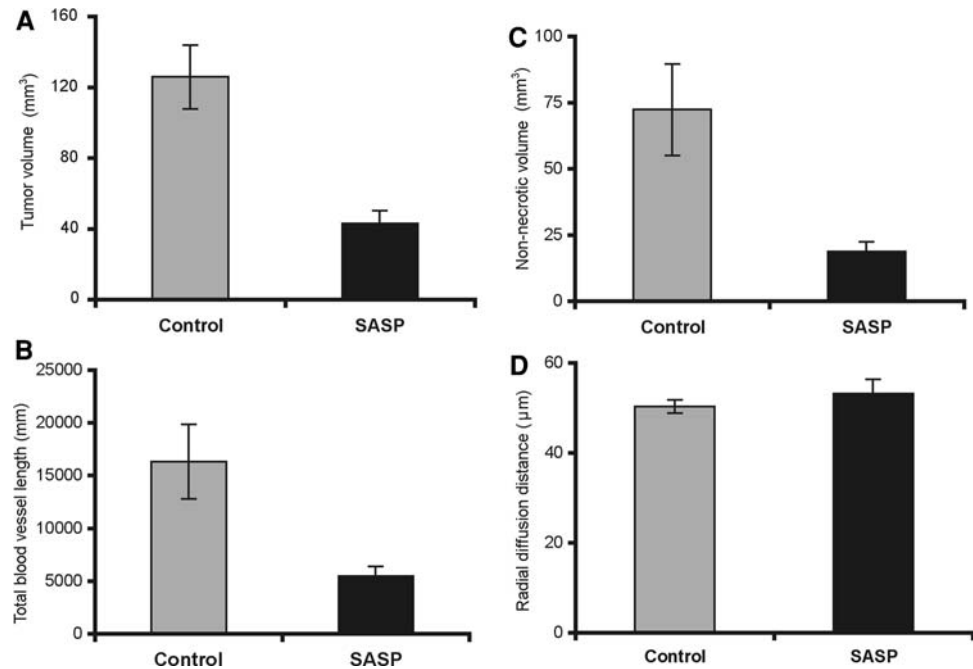 A
Tumor volume (mm³)
160
120
80
40
0
Control SASP
B
Total blood vessel length (mm)
25000
20000
15000
10000
5000
0
Control SASP
C
Non-necrotic volume (mm³)
100
75
50
25
0
Control SASP
D
Radial diffusion distance (µm)
60
40
20
0
Control SASP